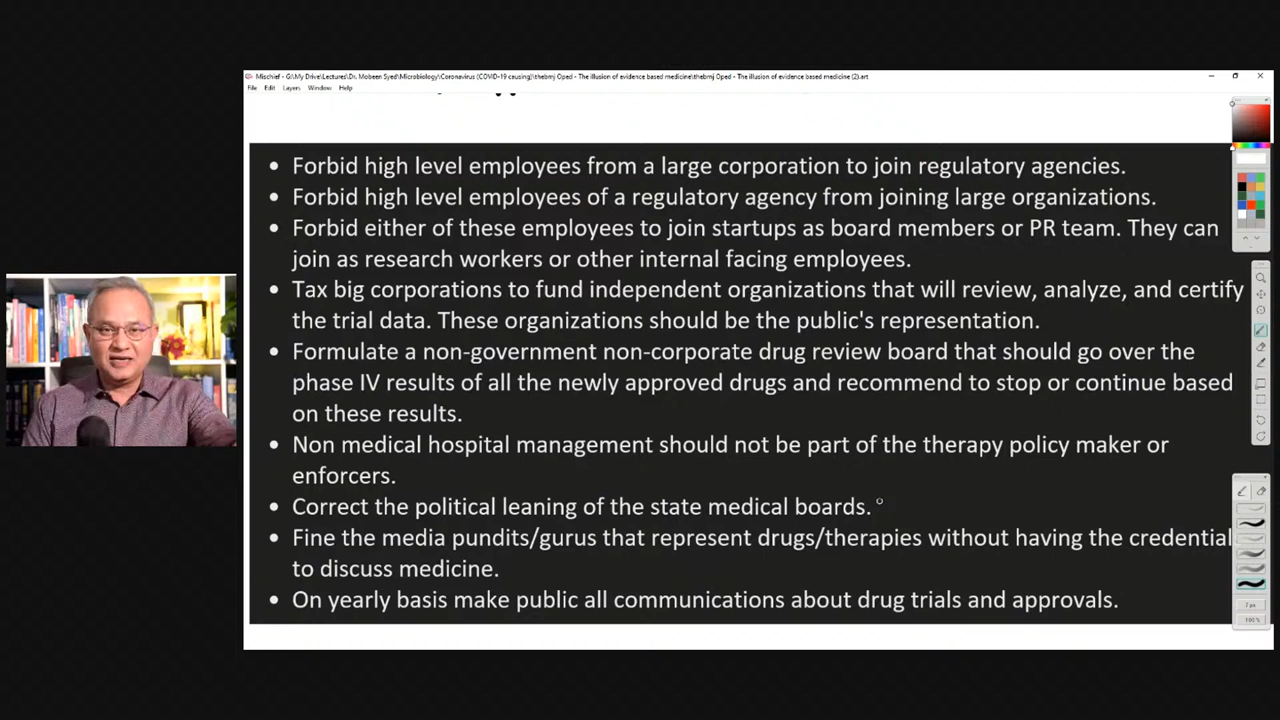 Mischief - G:\My Drive\Lectures\Dr. Mobeen Syed\Microbiology\Coronavirus (COVID-19 causing)\thebmj Oped - The illusion of evidence based medicine\thebmj Oped - The illusion of evidence based medicine (2).art
File Edit Layers Window Help
• Forbid high level employees from a large corporation to join regulatory agencies.
• Forbid high level employees of a regulatory agency from joining large organizations.
• Forbid either of these employees to join startups as board members or PR team. They can
join as research workers or other internal facing employees.
• Tax big corporations to fund independent organizations that will review, analyze, and certify
the trial data. These organizations should be the public's representation.
• Formulate a non-government non-corporate drug review board that should go over the
phase IV results of all the newly approved drugs and recommend to stop or continue based
on these results.
• Non medical hospital management should not be part of the therapy policy maker or
enforcers.
• Correct the political leaning of the state medical boards.
• Fine the media pundits/gurus that represent drugs/therapies without having the credential
to discuss medicine.
• On yearly basis make public all communications about drug trials and approvals.
7 px
100 %